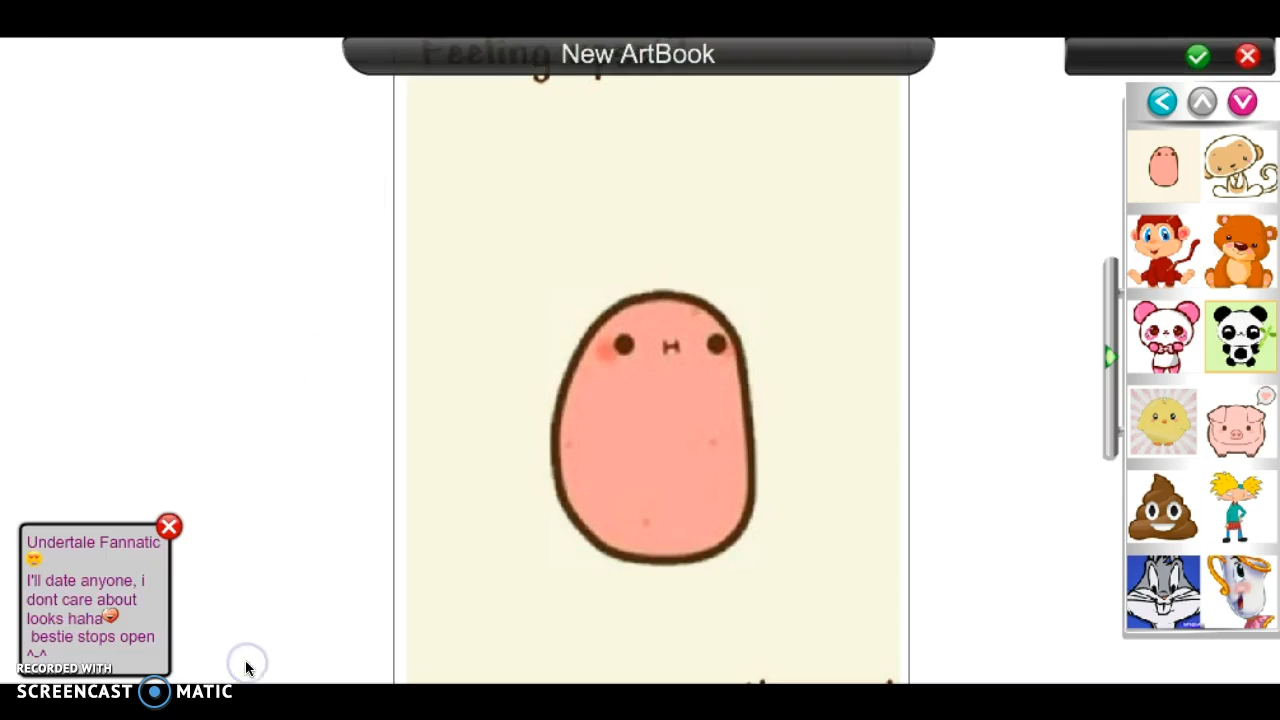 Feeling
New ArtBook
Undertale Fannatic
I'll date anyone, i
dont care about
looks haha
bestie stops open
^-^
RECORDED WITH
SCREENCAST MATIC